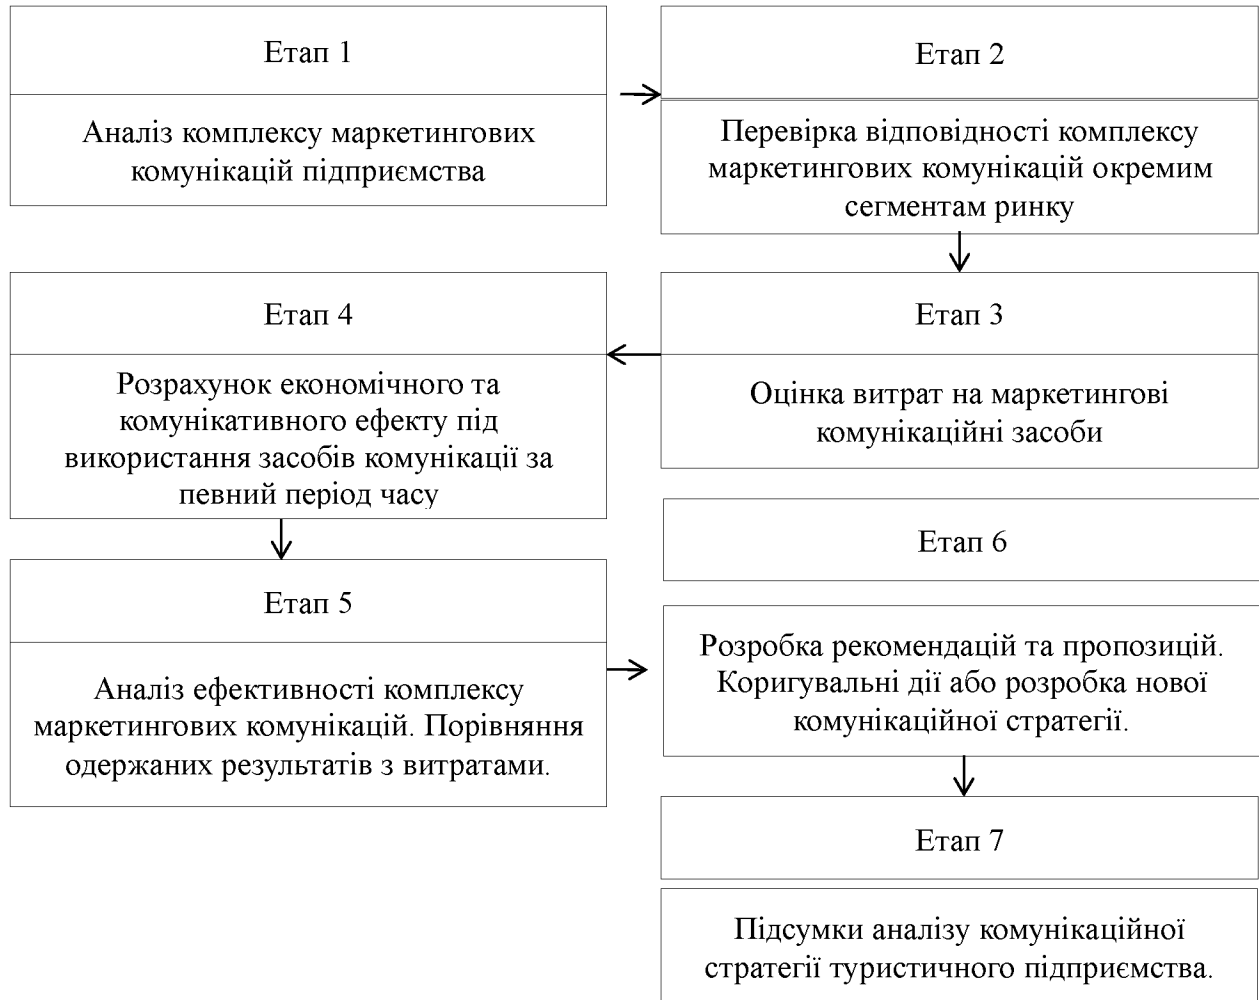 Етап 1
Аналіз комплексу маркетингових
комунікацій підприємства
Етап 2
Перевірка відповідності комплексу
маркетингових комунікацій окремим
сегментам ринку
Етап 3
Оцінка витрат на маркетингові
комунікаційні засоби
Етап 4
Розрахунок економічного та
комунікативного ефекту під
використання засобів комунікації за
певний період часу
Етап 5
Аналіз ефективності комплексу
маркетингових комунікацій. Порівняння
одержаних результатів з витратами.
Етап 6
Розробка рекомендацій та пропозицій.
Коригувальні дії або розробка нової
комунікаційної стратегії.
Етап 7
Підсумки аналізу комунікаційної
стратегії туристичного підприємства.